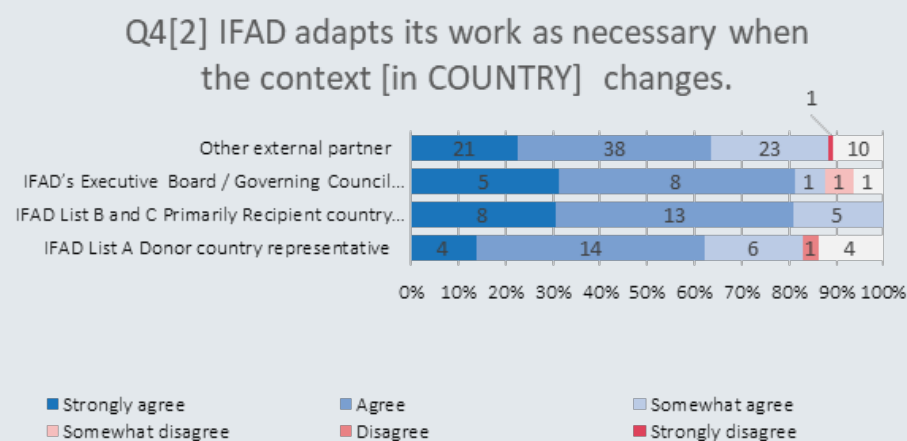 Q4[2] IFAD adapts its work as necessary when
the context [in COUNTRY] changes.
1
Other external partner 21 38 23 10
IFAD's Executive Board / Governing Council... 5 8 1 1 1
IFAD List B and C Primarily Recipient country... 8 13 5
IFAD List A Donor country representative 4 14 6 1 4
0% 10% 20% 30% 40% 50% 60% 70% 80% 90% 100%
Strongly agree Agree Somewhat agree
Somewhat disagree Disagree Strongly disagree